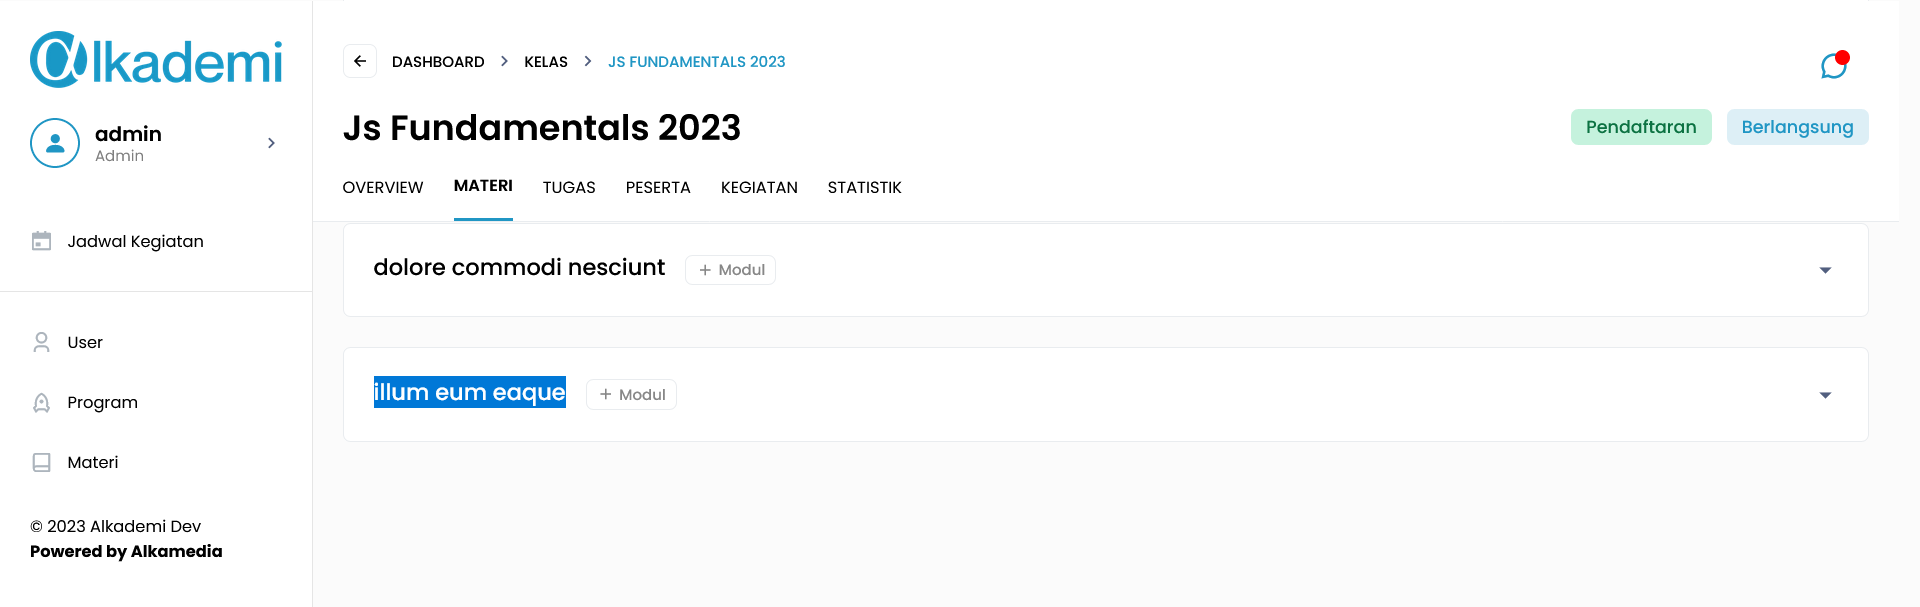 @lkademi
admin
Admin
Jadwal Kegiatan
User
Program
Materi
© 2023 Alkademi Dev
Powered by Alkamedia
DASHBOARD > KELAS > JS FUNDAMENTALS 2023
Js Fundamentals 2023
Pendaftaran Berlangsung
OVERVIEW MATERI TUGAS PESERTA KEGIATAN STATISTIK
dolore commodi nesciunt + Modul
illum eum eaque + Modul